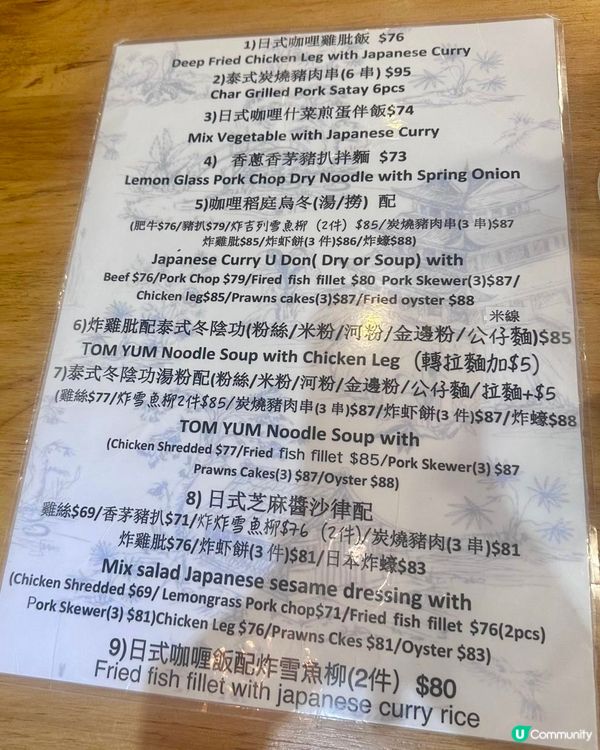 1)日式咖哩雞肶飯 $76
Deep Fried Chicken Leg with Japanese Curry
2)泰式炭燒豬肉串(6 串) $95
Char Grilled Pork Satay 6pcs
3)日式咖哩什菜煎蛋伴飯$74
Mix Vegetable with Japanese Curry
4) 香蔥香茅豬扒拌麵 $73
Lemon Glass Pork Chop Dry Noodle with Spring Onion
5)咖哩稻庭烏冬(湯/撈) 配
(肥牛$76/豬扒$79/炸吉列雪魚柳 (2件) $85/炭燒豬肉串(3 串)$87
炸雞肶$85/炸虾餅(3 件)$86/炸蠔$88)
Japanese Curry U Don( Dry or Soup) with
Beef $76/Pork Chop $79/Fired fish fillet $80 Pork Skewer(3)$87/
Chicken leg$85/Prawns cakes(3)$87/Fried oyster $88
米線
6)炸雞肶配泰式冬陰功(粉絲/米粉/河粉/金邊粉/公仔麵)$85
TOM YUM Noodle Soup with Chicken Leg (轉拉麵加$5)
7)泰式冬陰功湯粉配(粉絲/米粉/河粉/金邊粉/公仔麵/拉麵+$5
(雞絲$77/炸雪魚柳2件$85/炭燒豬肉串(3 串)$87/炸虾餅(3 件)$87/炸蠔$88
TOM YUM Noodle Soup with
(Chicken Shredded $77/Fried fish fillet $85/Pork Skewer(3) $87
Prawns Cakes(3) $87/Oyster $88)
8) 日式芝麻醬沙律配
雞絲$69/香茅豬扒$71/炸炸雪魚柳$76 (2件)/炭燒豬肉(3 串)$81
炸雞肶$76/炸虾餅(3 件)$81/日本炸蠔$83
Mix salad Japanese sesame dressing with
(Chicken Shredded $69/ Lemongrass Pork chop$71/Fried fish fillet $76(2pcs)
Pork Skewer(3) $81)Chicken Leg $76/Prawns Ckes $81/Oyster $83)
9)日式咖喱飯配炸雪魚柳(2件) $80
Fried fish fillet with japanese curry rice
U Community